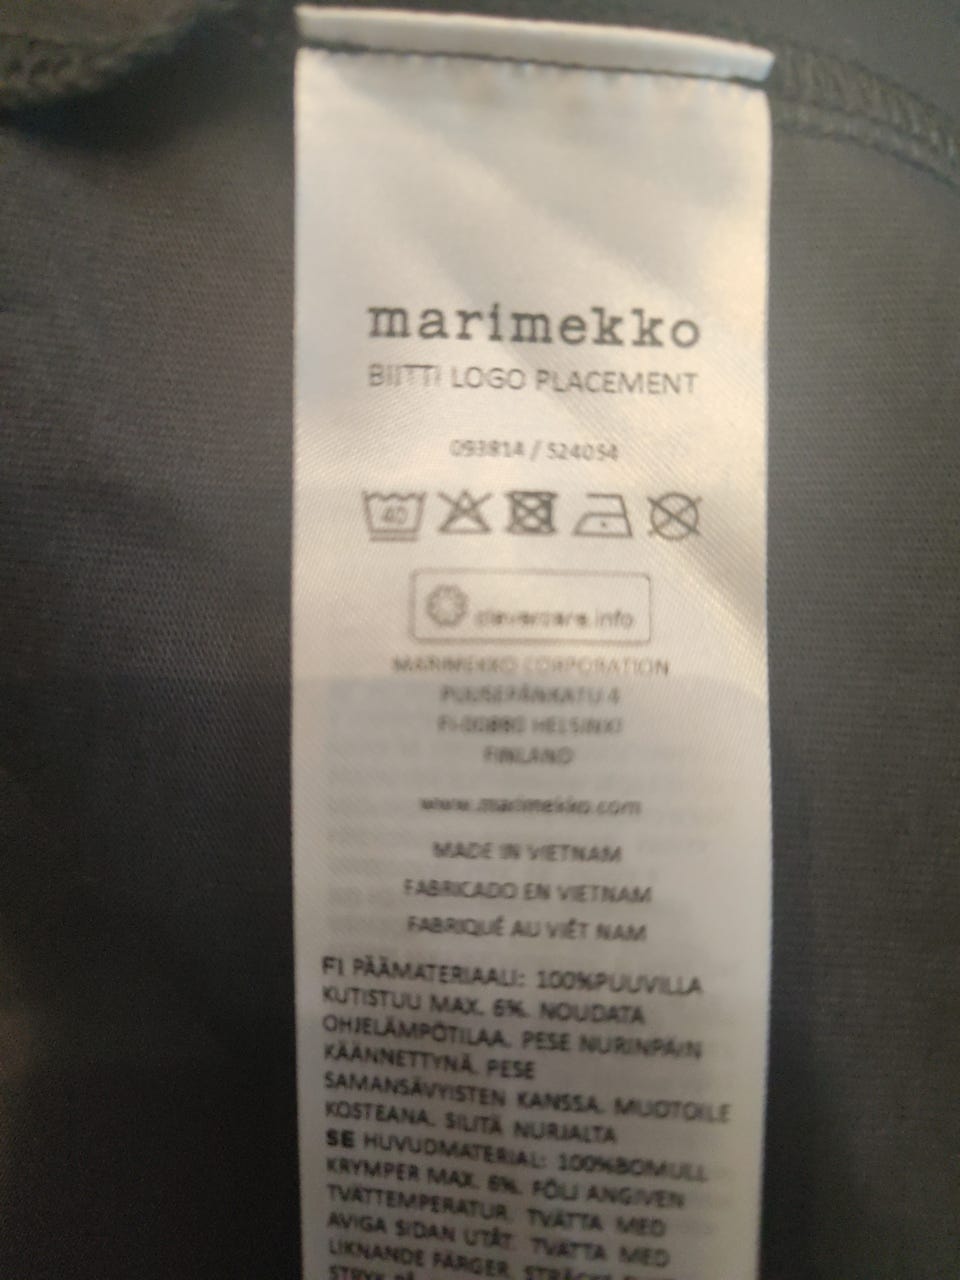 marimekko
BIITTI LOGO PLACEMENT
093814 / 524054
40
clevercare.info
MARIMEKKO CORPORATION
PUUSEPÄNKATU 4
FI-00880 HELSINKI
FINLAND
www.marimekko.com
MADE IN VIETNAM
FABRICADO EN VIETNAM
FABRIQUÉ AU VIÊT NAM
FI PÄÄMATERIAALI: 100%PUUVILLA
KUTISTUU MAX. 6%. NOUDATA
OHJELÄMPÖTILAA. PESE NURINPÄIN
KÄÄNNETTYNÄ. PESE
SAMANSÄVYISTEN KANSSA. MUOTOILE
KOSTEANA. SILITÄ NURJALTA
SE HUVUDMATERIAL: 100%BOMULL
KRYMPER MAX. 6%. FÖLJ ANGIVEN
TVÄTTEMPERATUR. TVÄTTA MED
AVIGA SIDAN UTÅT. TVÄTTA MED
LIKNANDE FÄRGER.